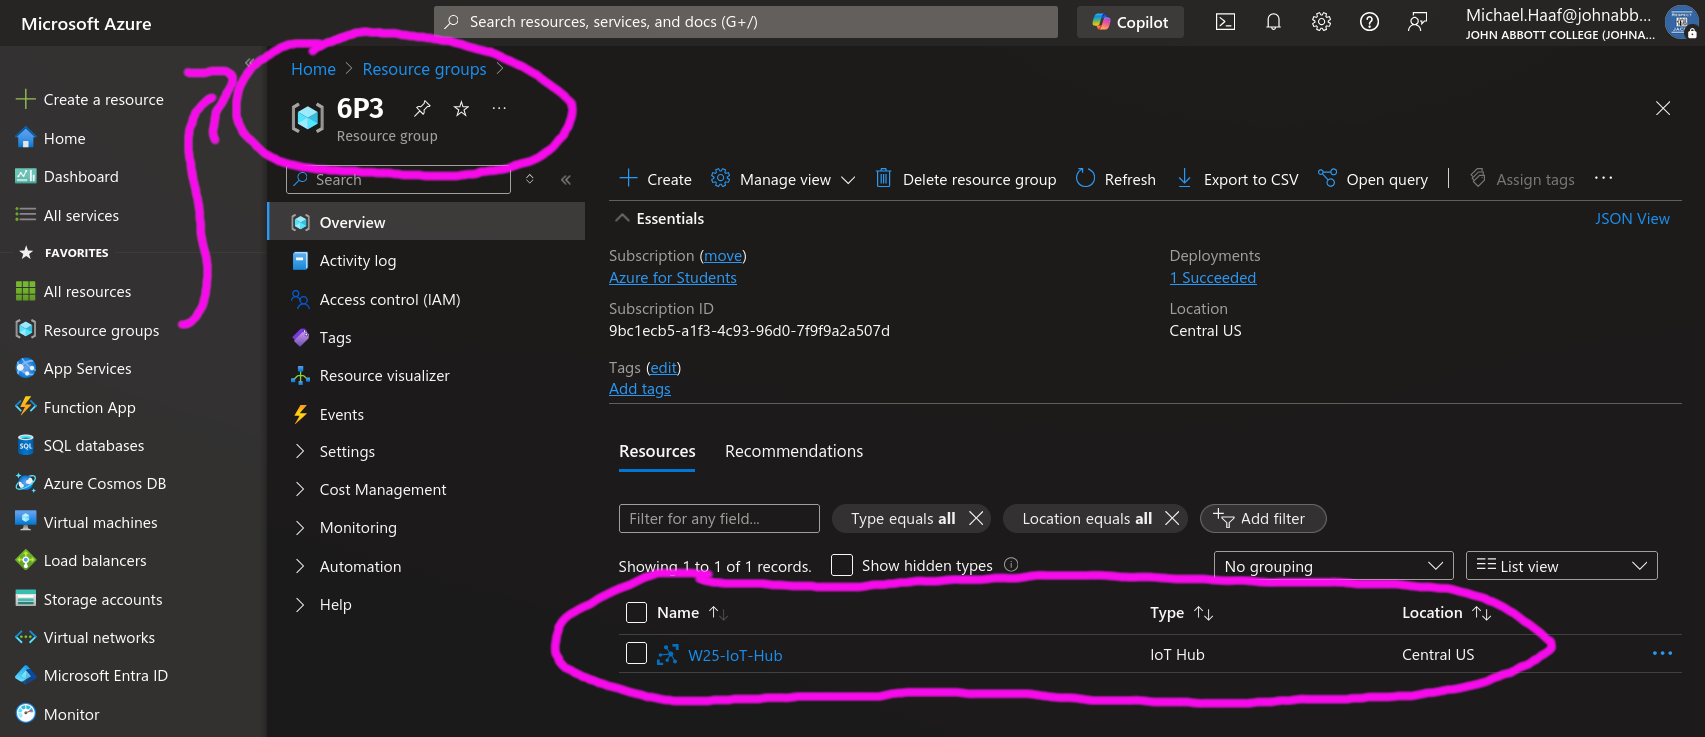 Microsoft Azure
Search resources, services, and docs (G+/)
Copilot
Michael.Haaf@johnabb...
JOHN ABBOTT COLLEGE (JOHNA...
Create a resource
Home
Dashboard
All services
FAVORITES
All resources
Resource groups
App Services
Function App
SQL databases
Azure Cosmos DB
Virtual machines
Load balancers
Storage accounts
Virtual networks
Microsoft Entra ID
Monitor
Home > Resource groups >
6P3 ...
Resource group
Search
Overview
Activity log
Access control (IAM)
Tags
Resource visualizer
Events
Settings
Cost Management
Monitoring
Automation
Help
Create Manage view Delete resource group Refresh Export to CSV Open query Assign tags ...
Essentials
JSON View
Subscription (move)
Azure for Students
Subscription ID
9bc1ecb5-a1f3-4c93-96d0-7f9f9a2a507d
Deployments
1 Succeeded
Location
Central US
Tags (edit)
Add tags
Resources Recommendations
Filter for any field... Type equals all Location equals all Add filter
Showing 1 to 1 of 1 records. Show hidden types No grouping List view
Name Type Location
W25-IoT-Hub IoT Hub Central US ...